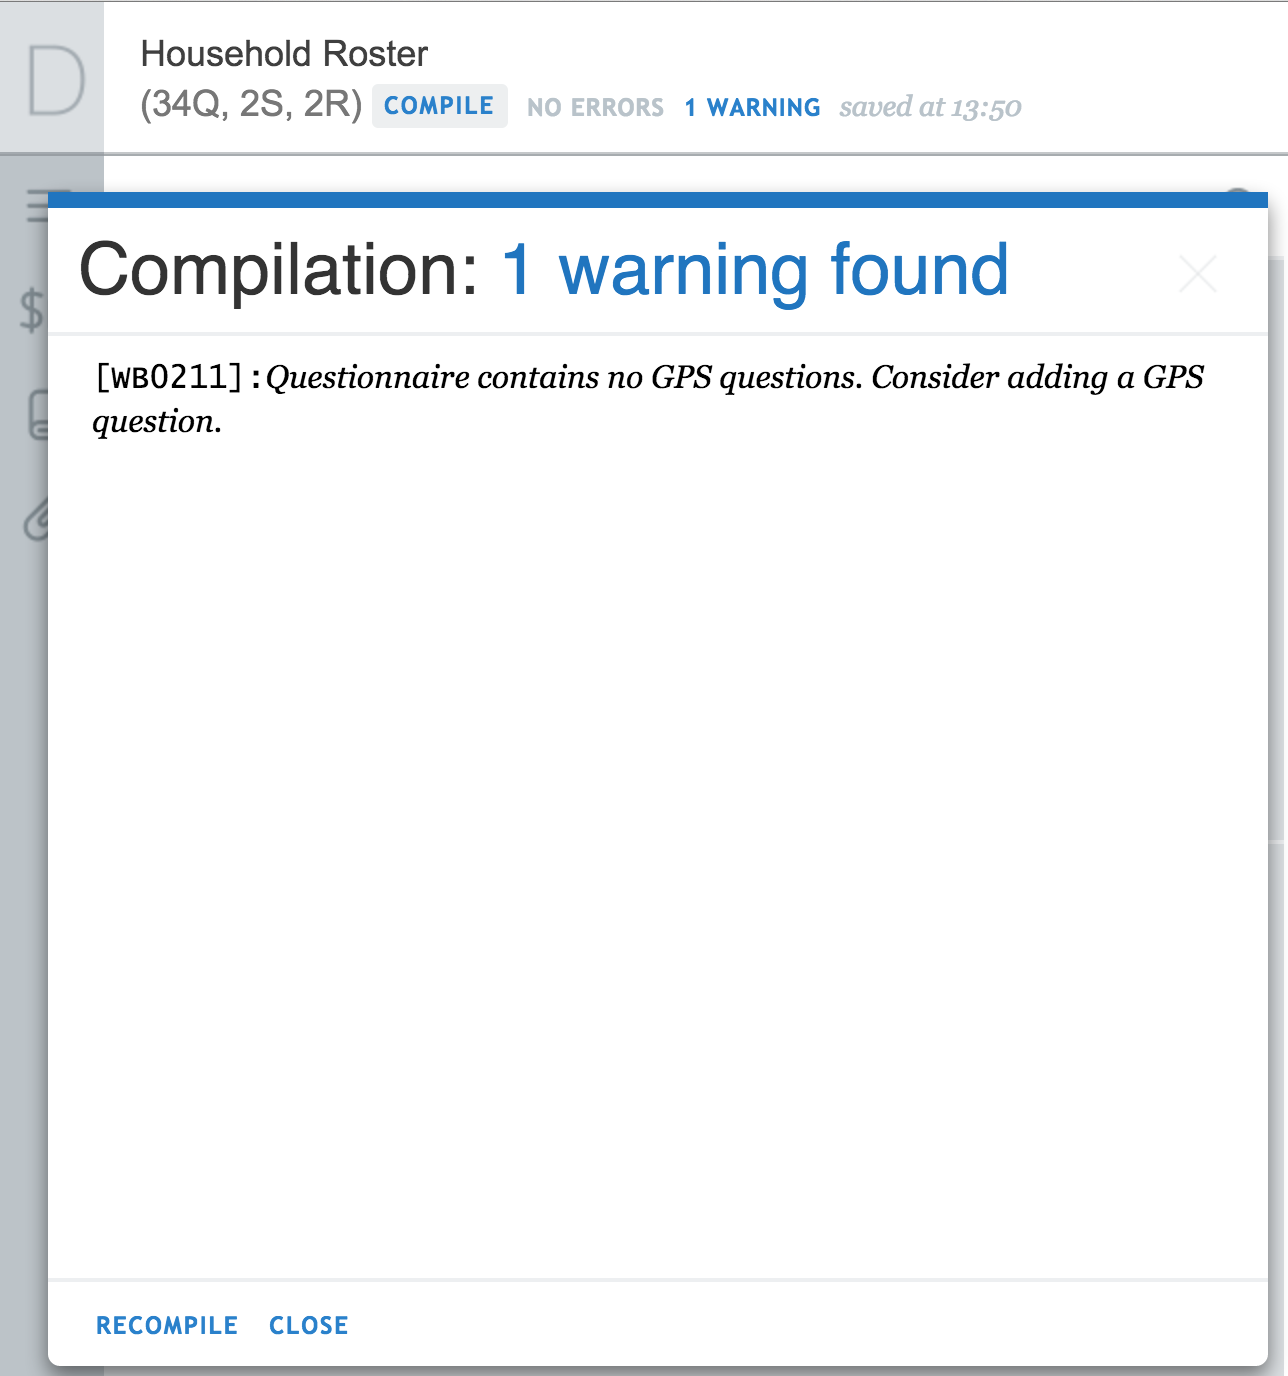 D
Household Roster
(34Q, 2S, 2R) COMPILE NO ERRORS 1 WARNING saved at 13:50
$
Compilation: 1 warning found
[WB0211]:Questionnaire contains no GPS questions. Consider adding a GPS
question.
RECOMPILE CLOSE